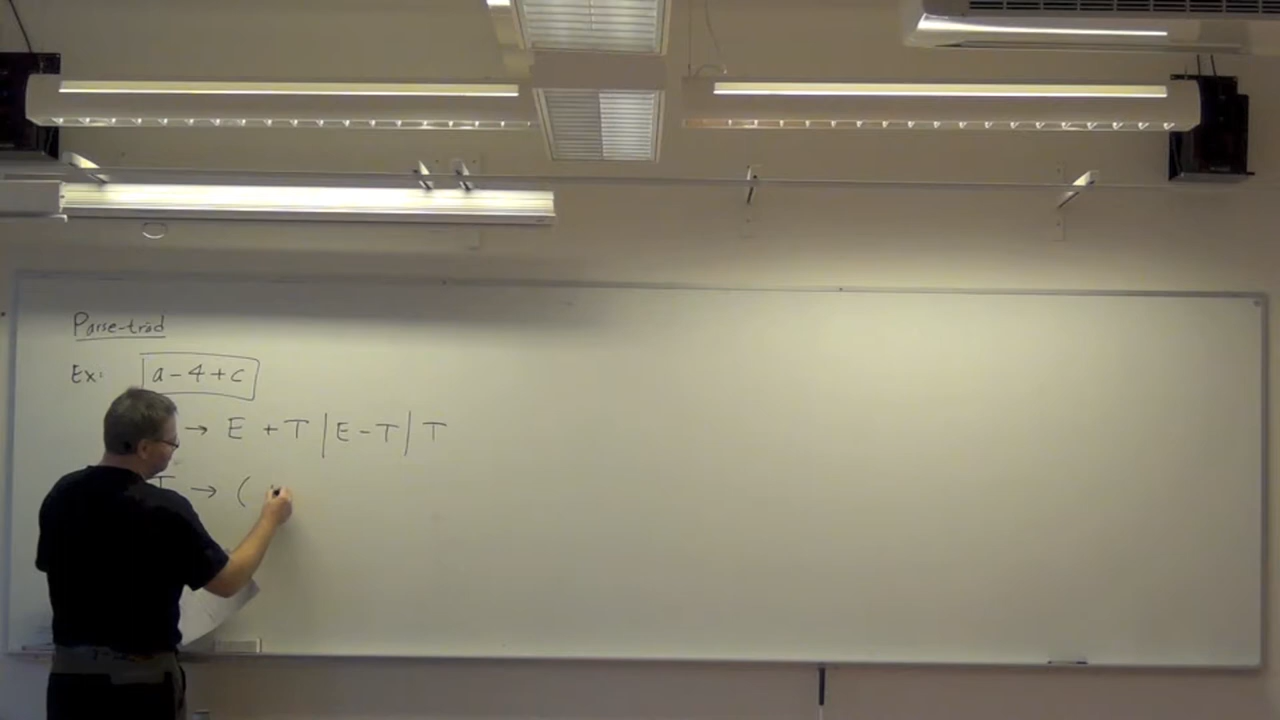 Parse-träd
Ex: a - 4 + c
→ E + T | E - T | T
T → (